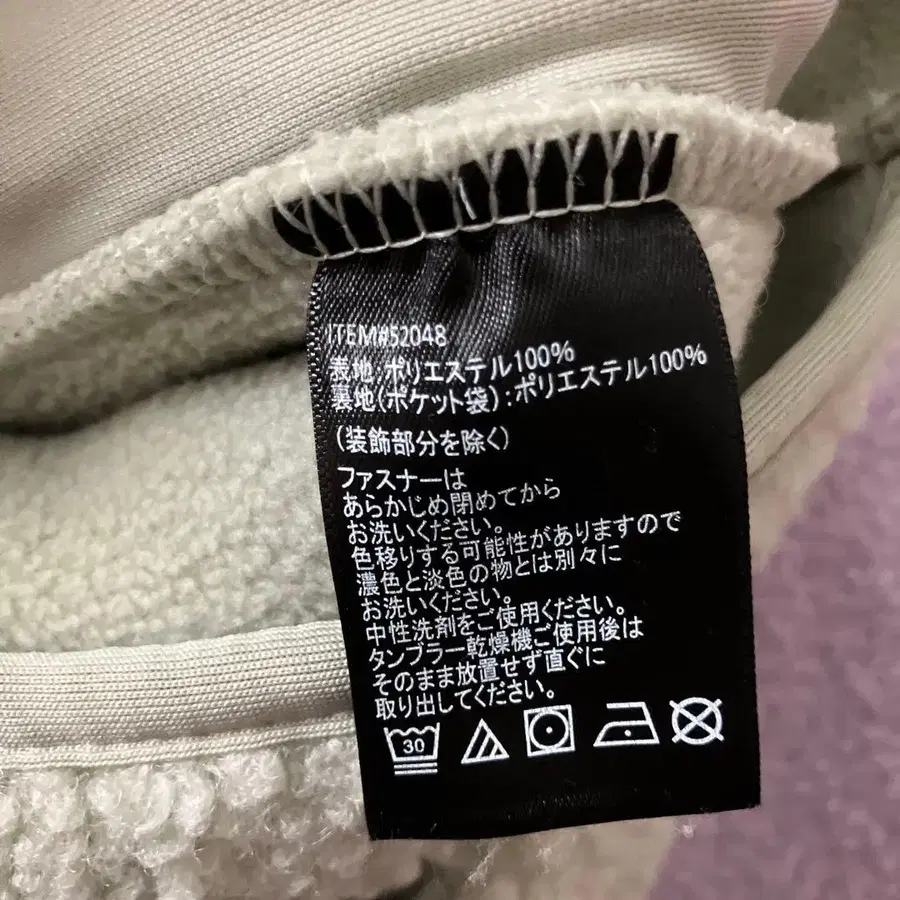 ITEM#52048
表地 ポリエステル100%
裏地(ポケット袋):ポリエステル100%
(装飾部分を除く)
ファスナーは
あらかじめ閉めてから
お洗いください。
色移りする可能性がありますので
濃色と淡色の物とは別々に
お洗いください。
中性洗剤をご使用ください。
タンブラー乾燥機ご使用後は
そのまま放置せず直ぐに
取り出してください。
30